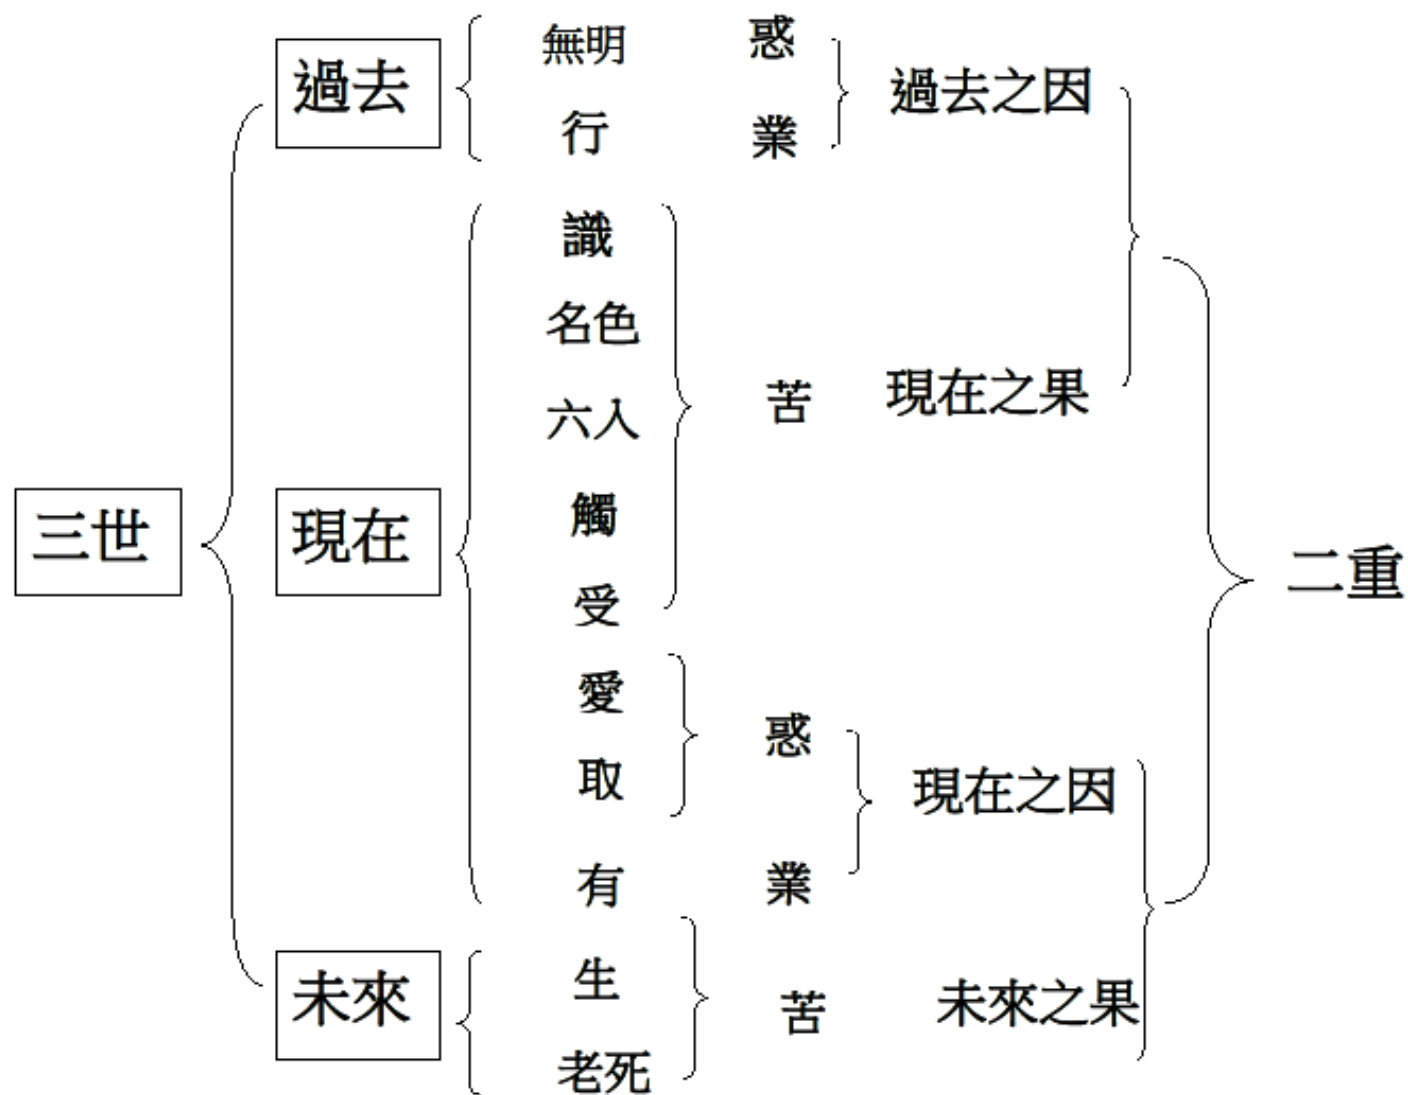 無明 惑
過去 過去之因
行 業
識
名色
苦 現在之果
六入
觸
三世 現在 二重
受
愛
惑
取 現在之因
有 業
生
未來 苦 未來之果
老死